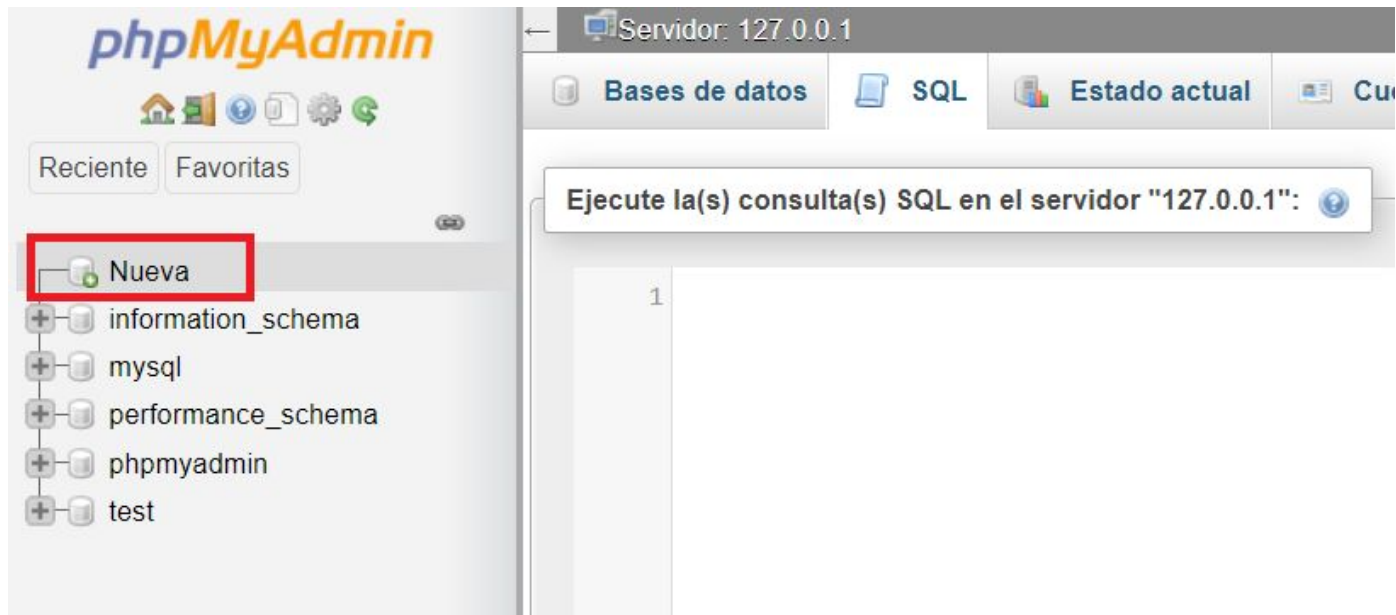 phpMyAdmin
Reciente Favoritas
Nueva
information_schema
mysql
performance_schema
phpmyadmin
test
Servidor: 127.0.0.1
Bases de datos SQL Estado actual Cu
Ejecute la(s) consulta(s) SQL en el servidor "127.0.0.1":
1